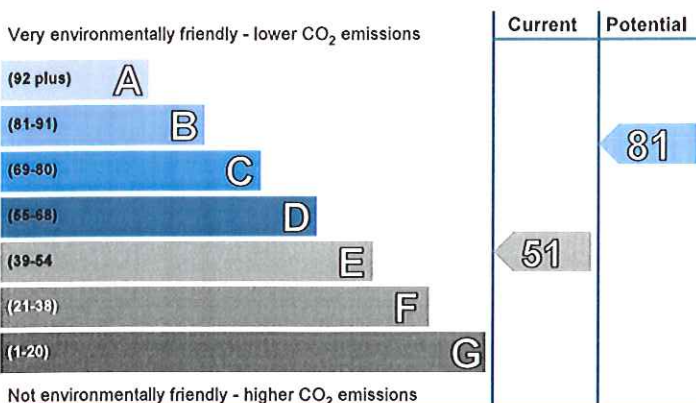 Current Potential
Very environmentally friendly - lower CO₂ emissions
(92 plus) A
(81-91) B
81
(69-80) C
(55-68) D
(39-54 E
51
(21-38) F
(1-20) G
Not environmentally friendly - higher CO₂ emissions